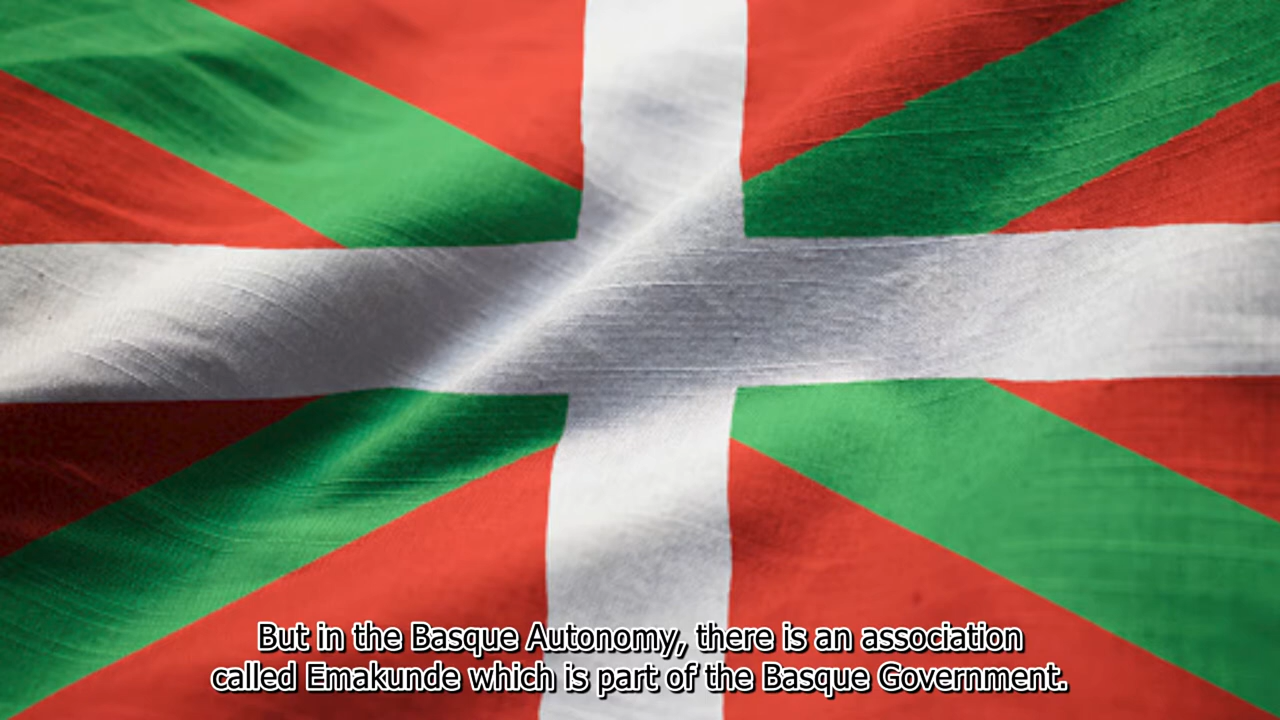 But in the Basque Autonomy, there is an association
called Emakunde which is part of the Basque Government.